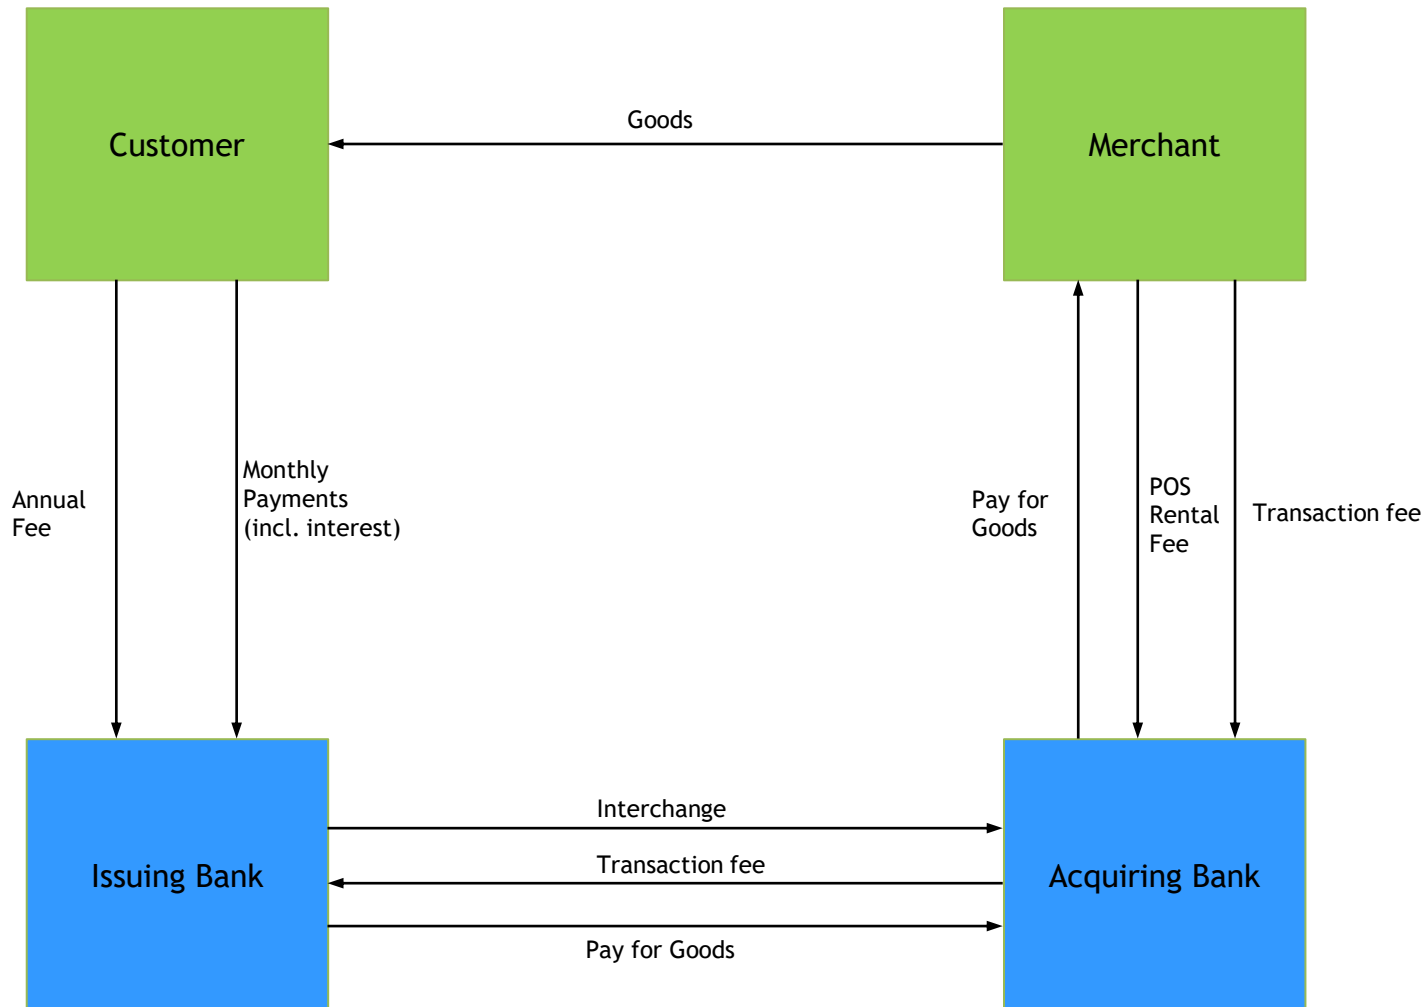 Customer
Goods
Merchant
Annual
Fee
Monthly
Payments
(incl. interest)
Pay for
Goods
POS
Rental
Fee
Transaction fee
Issuing Bank
Interchange
Transaction fee
Pay for Goods
Acquiring Bank